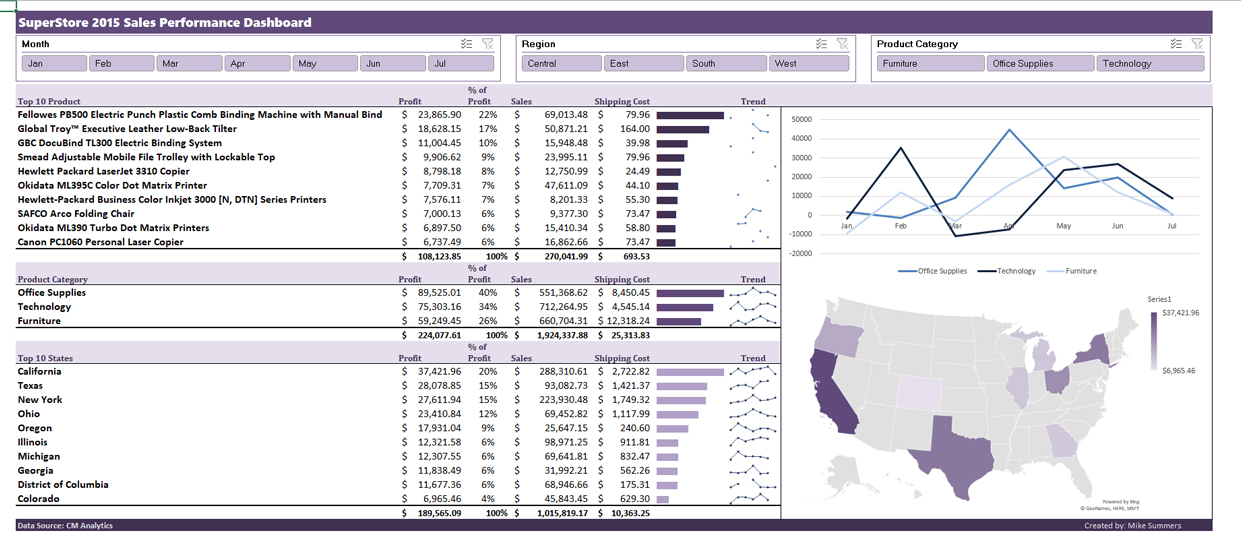 SuperStore 2015 Sales Performance Dashboard
Month
Jan Feb Mar Apr May Jun Jul
Region
Central East South West
Product Category
Furniture Office Supplies Technology
Top 10 Product Profit % of Profit Sales Shipping Cost Trend
Fellowes PB500 Electric Punch Plastic Comb Binding Machine with Manual Bind $ 23,865.90 22% $ 69,013.48 $ 79.96
Global Troy™ Executive Leather Low-Back Tilter $ 18,628.15 17% $ 50,871.21 $ 164.00
GBC DocuBind TL300 Electric Binding System $ 11,004.45 10% $ 15,948.48 $ 39.98
Smead Adjustable Mobile File Trolley with Lockable Top $ 9,906.62 9% $ 23,995.11 $ 79.96
Hewlett Packard LaserJet 3310 Copier $ 8,798.18 8% $ 12,750.99 $ 24.49
Okidata ML395C Color Dot Matrix Printer $ 7,709.31 7% $ 47,611.09 $ 44.10
Hewlett-Packard Business Color Inkjet 3000 [N, DTN] Series Printers $ 7,576.11 7% $ 8,201.33 $ 55.30
SAFCO Arco Folding Chair $ 7,000.13 6% $ 9,377.30 $ 73.47
Okidata ML390 Turbo Dot Matrix Printers $ 6,897.50 6% $ 15,410.34 $ 58.80
Canon PC1060 Personal Laser Copier $ 6,737.49 6% $ 16,862.66 $ 73.47
$ 108,123.85 100% $ 270,041.99 $ 693.53
Product Category Profit % of Profit Sales Shipping Cost Trend
Office Supplies $ 89,525.01 40% $ 551,368.62 $ 8,450.45
Technology $ 75,303.16 34% $ 712,264.95 $ 4,545.14
Furniture $ 59,249.45 26% $ 660,704.31 $ 12,318.24
$ 224,077.61 100% $ 1,924,337.88 $ 25,313.83
Top 10 States Profit % of Profit Sales Shipping Cost Trend
California $ 37,421.96 20% $ 288,310.61 $ 2,722.82
Texas $ 28,078.85 15% $ 93,082.73 $ 1,421.37
New York $ 27,611.94 15% $ 223,930.48 $ 1,749.32
Ohio $ 23,410.84 12% $ 69,452.82 $ 1,117.99
Oregon $ 17,931.04 9% $ 25,647.15 $ 240.60
Illinois $ 12,321.58 6% $ 98,971.25 $ 911.81
Michigan $ 12,307.55 6% $ 69,641.81 $ 832.47
Georgia $ 11,838.49 6% $ 31,992.21 $ 562.26
District of Columbia $ 11,677.36 6% $ 68,946.66 $ 175.31
Colorado $ 6,965.46 4% $ 45,843.45 $ 629.30
$ 189,565.09 100% $ 1,015,819.17 $ 10,363.25
50000
40000
30000
20000
10000
0
-10000
-20000
Jan Feb Mar Apr May Jun Jul
Office Supplies Technology Furniture
Series1
$37,421.96
$6,965.46
Powered by Bing
© GeoNames, HERE, MSFT
Data Source: CM Analytics
Created by: Mike Summers